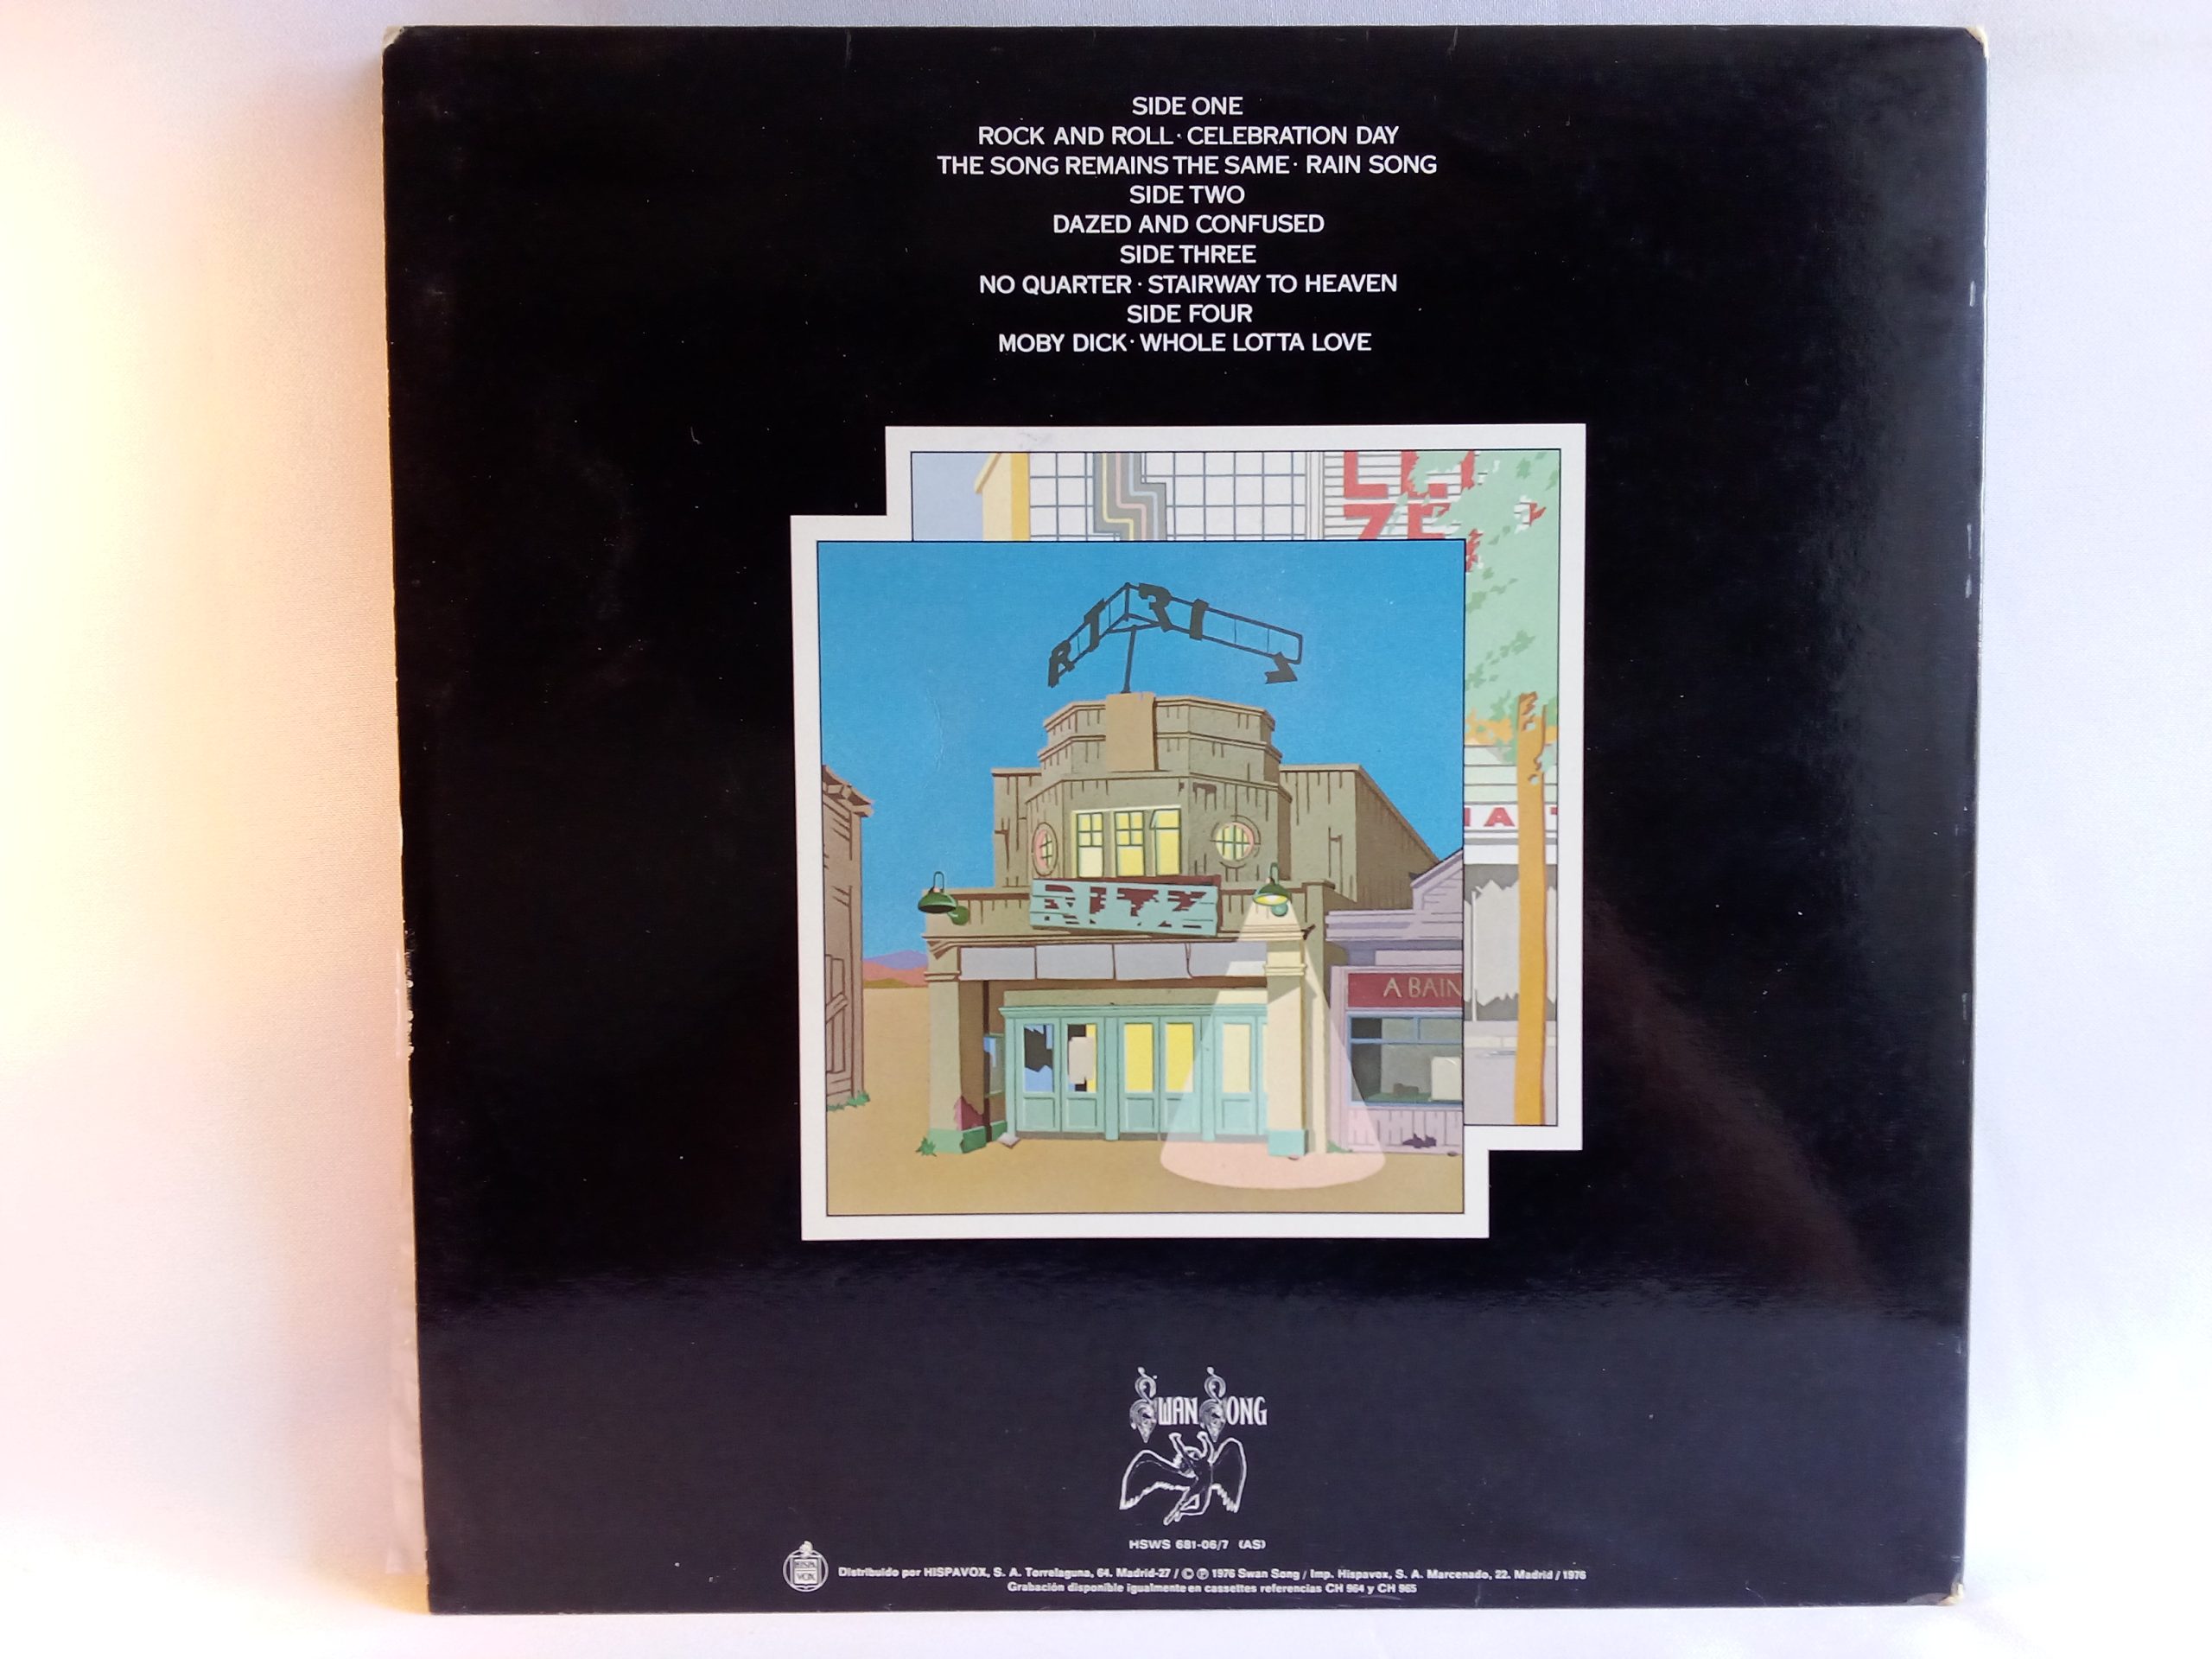 SIDE ONE
ROCK AND ROLL · CELEBRATION DAY
THE SONG REMAINS THE SAME · RAIN SONG
SIDE TWO
DAZED AND CONFUSED
SIDE THREE
NO QUARTER · STAIRWAY TO HEAVEN
SIDE FOUR
MOBY DICK · WHOLE LOTTA LOVE
RITZ
A BAIN
SWAN SONG
HSWS 681-06/7 (AS)
HISPA VOX
Distribuido por HISPAVOX, S. A. Torrelaguna, 64. Madrid-27 / © ℗ 1976 Swan Song / Imp. Hispavox, S. A. Marcenado, 22. Madrid / 1976
Grabación disponible igualmente en cassettes referencias CH 964 y CH 965